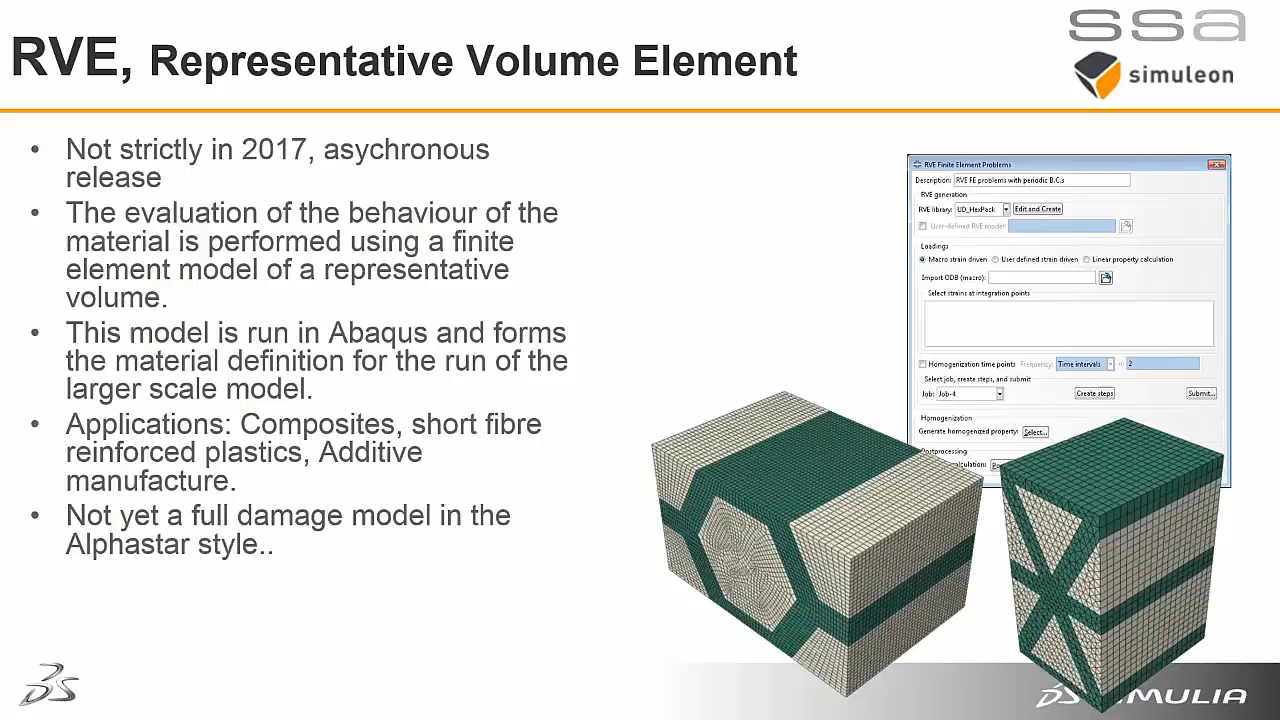 RVE, Representative Volume Element
ssa
simuleon
• Not strictly in 2017, asychronous
release
• The evaluation of the behaviour of the
material is performed using a finite
element model of a representative
volume.
• This model is run in Abaqus and forms
the material definition for the run of the
larger scale model.
• Applications: Composites, short fibre
reinforced plastics, Additive
manufacture.
• Not yet a full damage model in the
Alphastar style..
RVE Finite Element Problems
Description: RVE FE problems with periodic B.C.s
RVE generation
RVE library: UD_HexPack Edit and Create
User-defined RVE model:
Loadings
Macro strain driven User defined strain driven Linear property calculation
Import ODB (macro):
Select strains at integration points
Homogenization time points Frequency: Time intervals n: 2
Select job, create steps, and submit
Job: Job-4 Create steps Submit...
Homogenization
Generate homogenized property: Select...